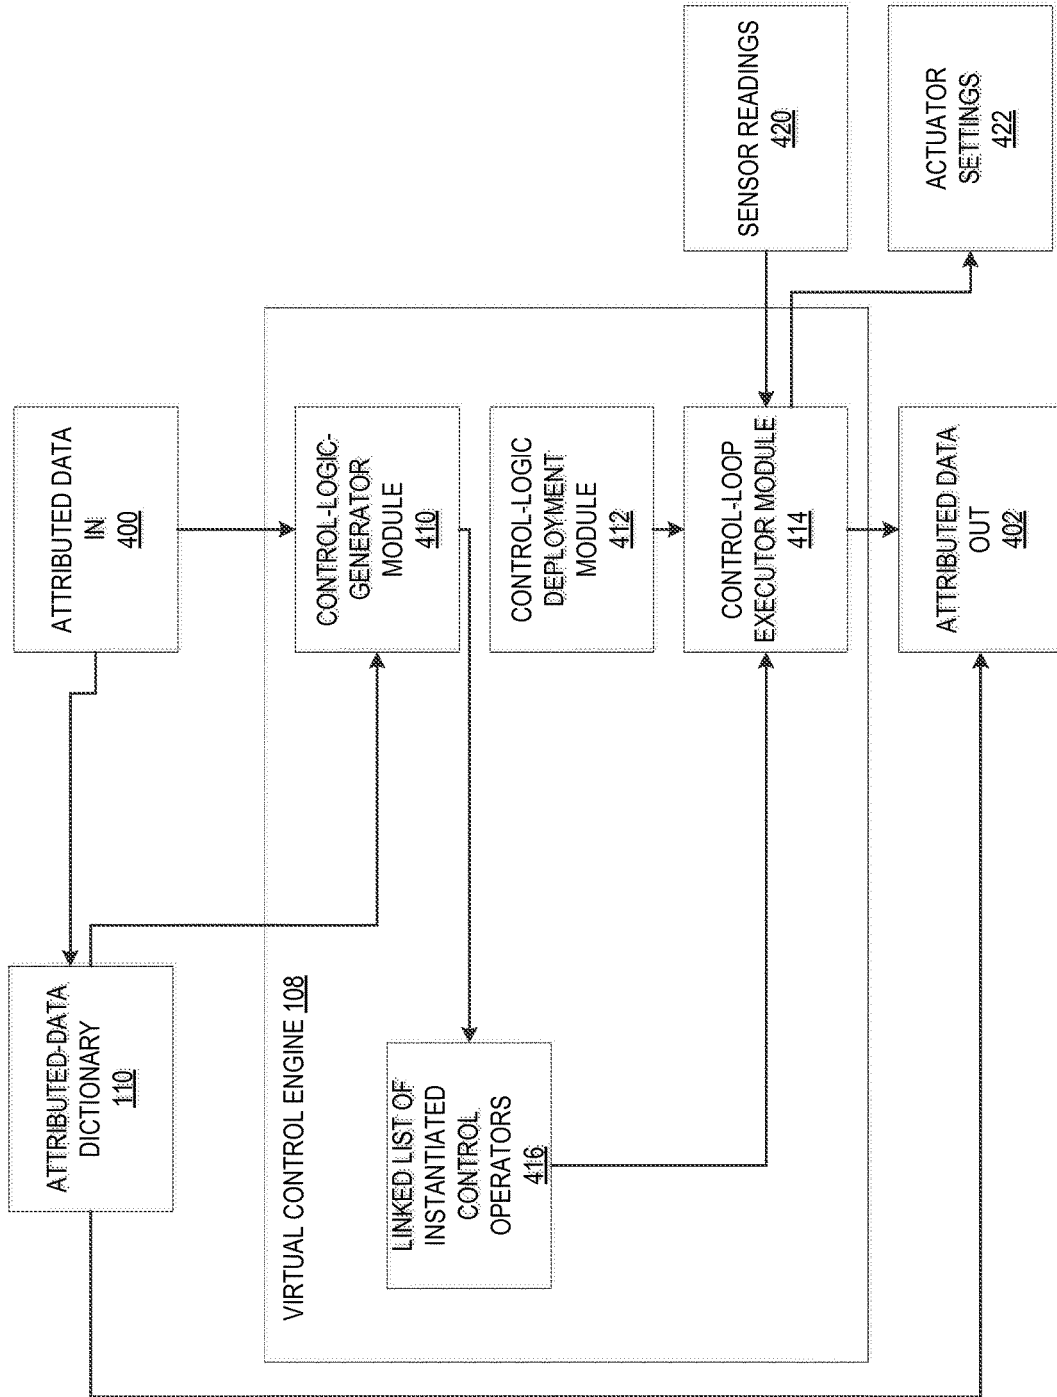 ATTRIBUTED-DATA
DICTIONARY
110
ATTRIBUTED DATA
IN
400
VIRTUAL CONTROL ENGINE 108
CONTROL-LOGIC-
GENERATOR
MODULE
410
LINKED LIST OF
INSTANTIATED
CONTROL
OPERATORS
416
CONTROL-LOGIC
DEPLOYMENT
MODULE
412
CONTROL-LOOP
EXECUTOR MODULE
414
SENSOR READINGS
420
ATTRIBUTED DATA
OUT
402
ACTUATOR
SETTINGS
422